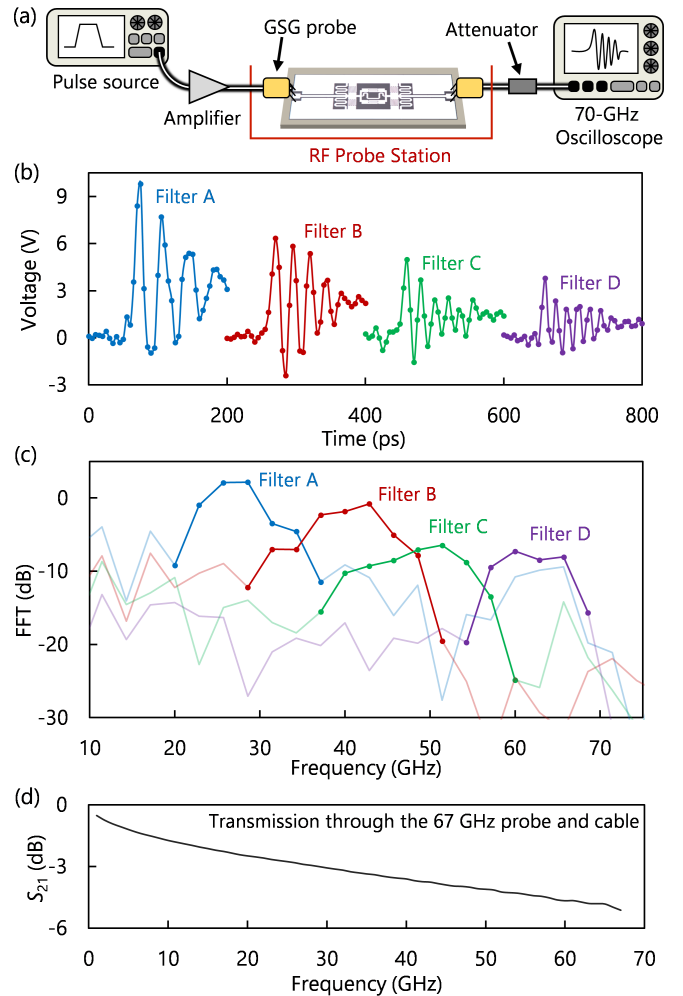 (a)
GSG probe
Attenuator
Pulse source
Amplifier
70-GHz
Oscilloscope
RF Probe Station
(b)
Filter A
Filter B
Filter C
Filter D
9
6
3
0
-3
Voltage (V)
0
200
400
600
800
Time (ps)
(c)
Filter A
Filter B
Filter C
Filter D
0
-10
-20
-30
FFT (dB)
10
20
30
40
50
60
70
Frequency (GHz)
(d)
Transmission through the 67 GHz probe and cable
0
-3
-6
S21 (dB)
0
10
20
30
40
50
60
70
Frequency (GHz)